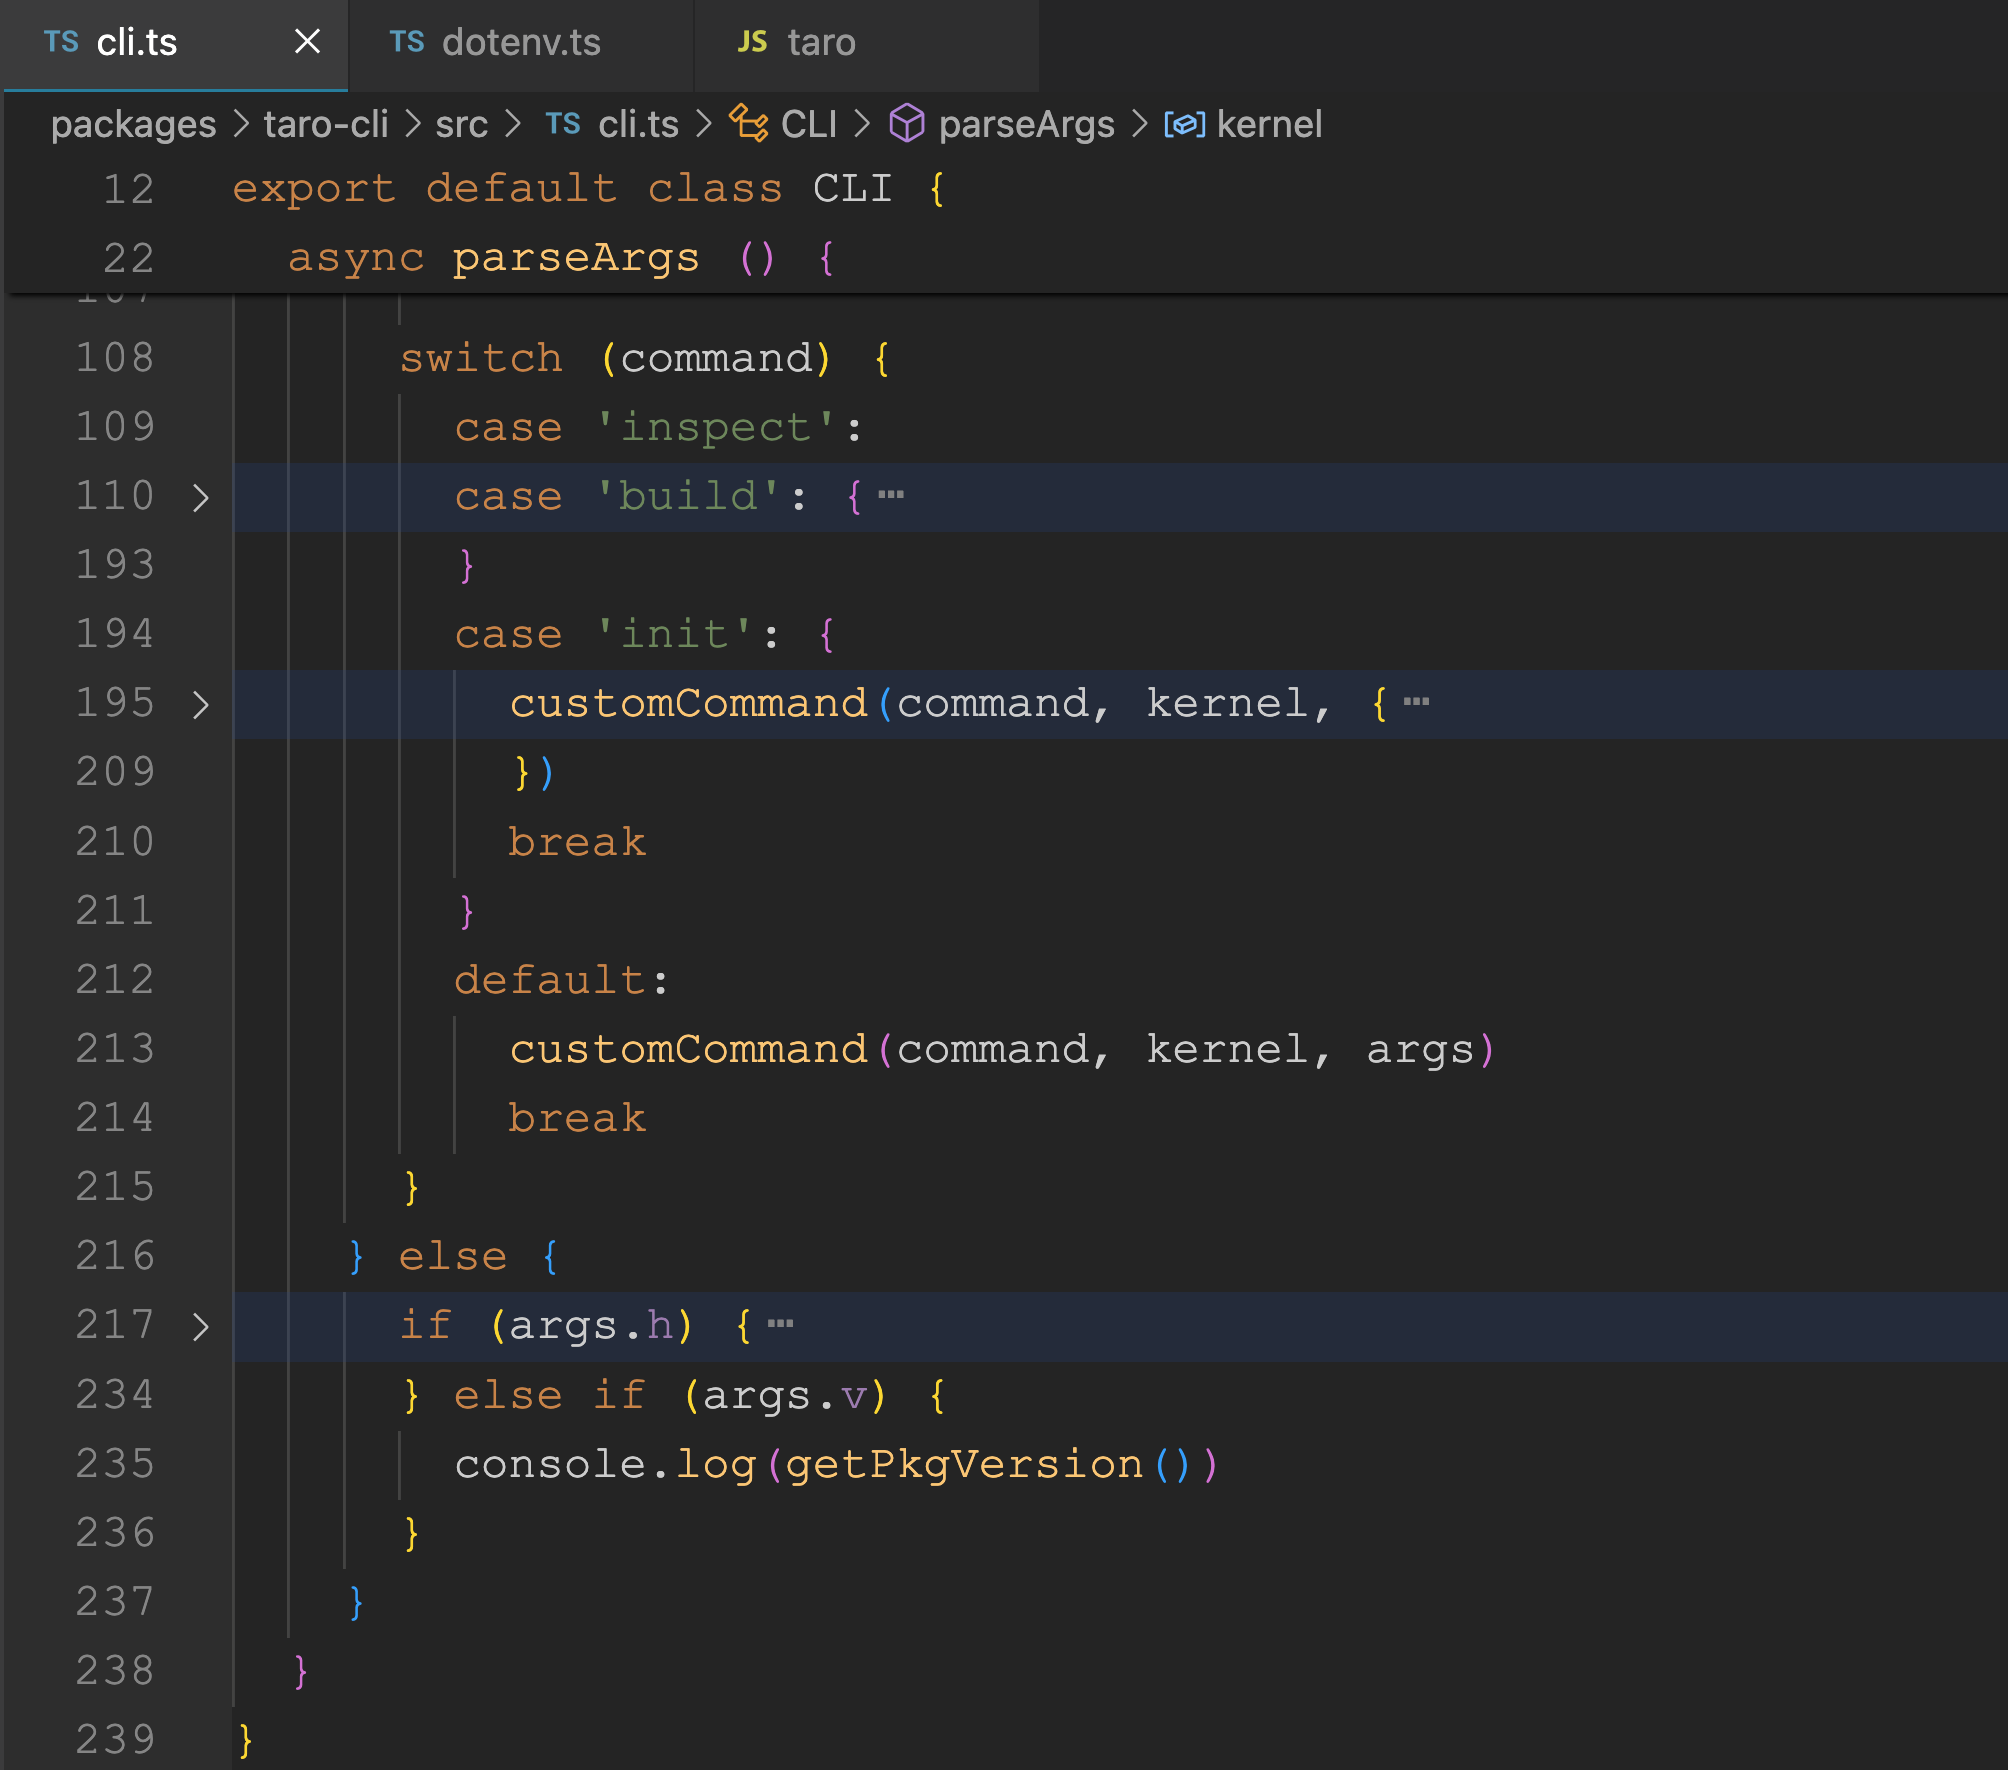 TS cli.ts TS dotenv.ts JS taro
packages > taro-cli > src > TS cli.ts > CLI > parseArgs > kernel
12 export default class CLI {
22 async parseArgs () {
107
108 switch (command) {
109 case 'inspect':
110 case 'build': { ⋯
193 }
194 case 'init': {
195 customCommand(command, kernel, { ⋯
209 })
210 break
211 }
212 default:
213 customCommand(command, kernel, args)
214 break
215 }
216 } else {
217 if (args.h) { ⋯
234 } else if (args.v) {
235 console.log(getPkgVersion())
236 }
237 }
238 }
239 }